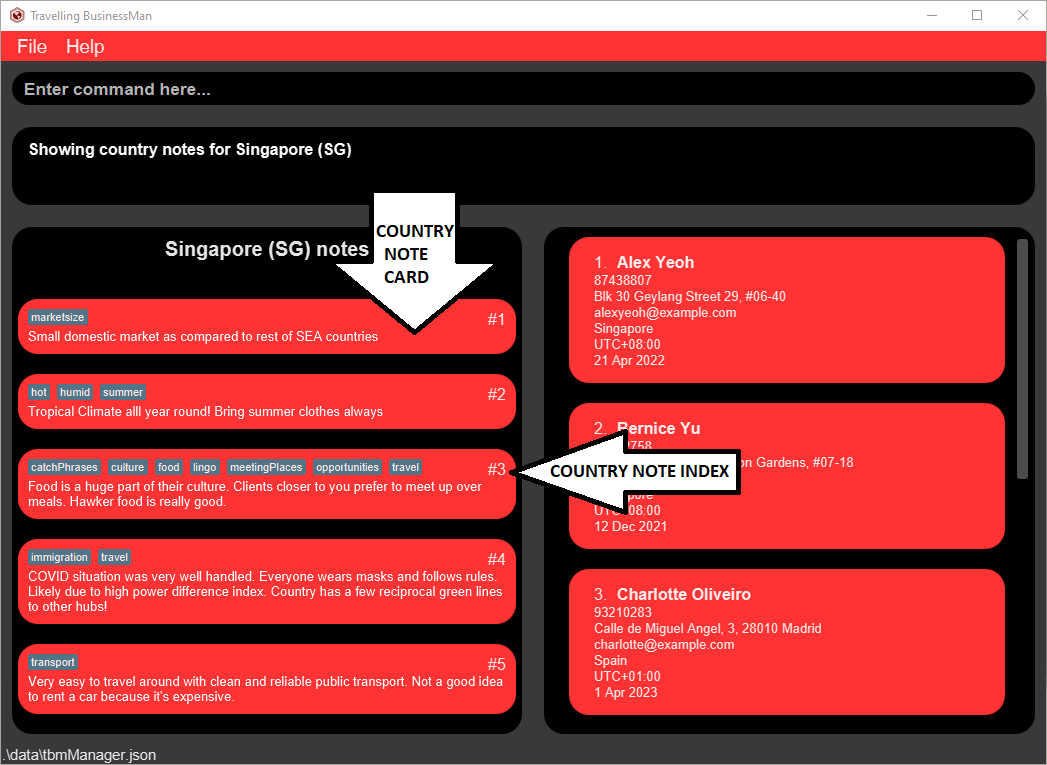 Travelling BusinessMan
File Help
Enter command here...
Showing country notes for Singapore (SG)
Singapore (SG) notes
COUNTRY
NOTE
CARD
marketsize
#1
Small domestic market as compared to rest of SEA countries
hot humid summer
#2
Tropical Climate alll year round! Bring summer clothes always
catchPhrases culture food lingo meetingPlaces opportunities travel
#3
Food is a huge part of their culture. Clients closer to you prefer to meet up over
meals. Hawker food is really good.
COUNTRY NOTE INDEX
immigration travel
#4
COVID situation was very well handled. Everyone wears masks and follows rules.
Likely due to high power difference index. Country has a few reciprocal green lines
to other hubs!
transport
#5
Very easy to travel around with clean and reliable public transport. Not a good idea
to rent a car because it's expensive.
1. Alex Yeoh
87438807
Blk 30 Geylang Street 29, #06-40
alexyeoh@example.com
Singapore
UTC+08:00
21 Apr 2022
2. Bernice Yu
Gardens, #07-18
UTC+08:00
12 Dec 2021
3. Charlotte Oliveiro
93210283
Calle de Miguel Angel, 3, 28010 Madrid
charlotte@example.com
Spain
UTC+01:00
1 Apr 2023
.\data\tbmManager.json